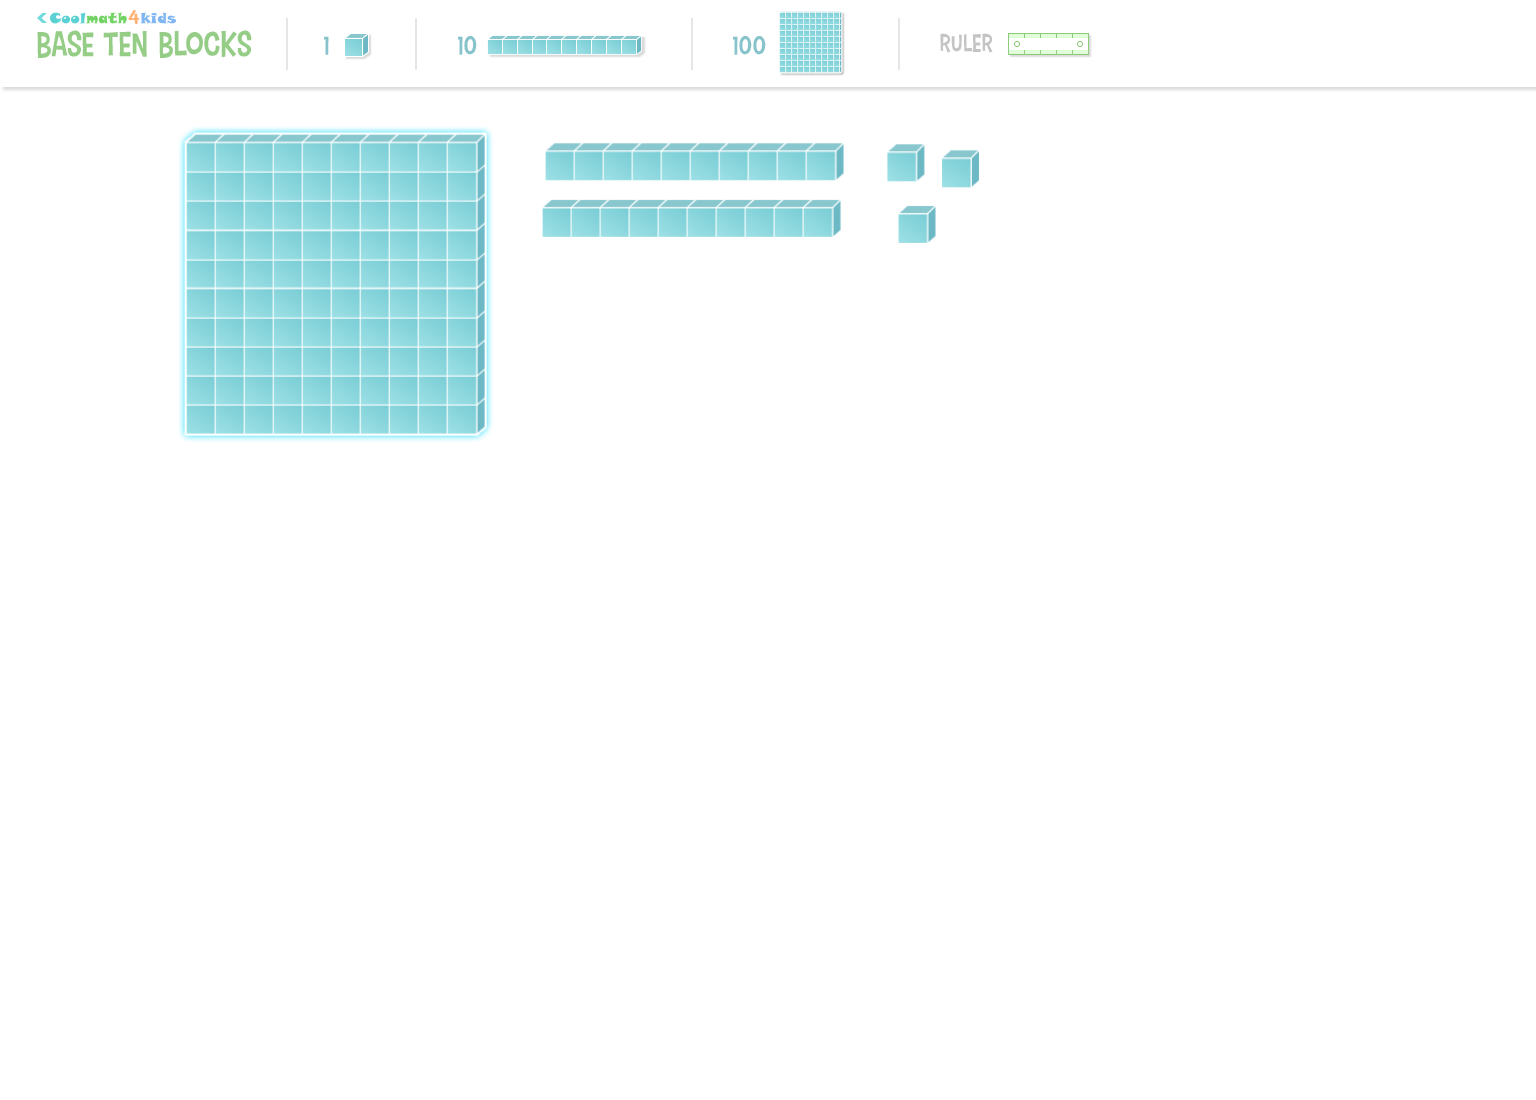 Coolmath4kids
BASE TEN BLOCKS
1
10
100
RULER